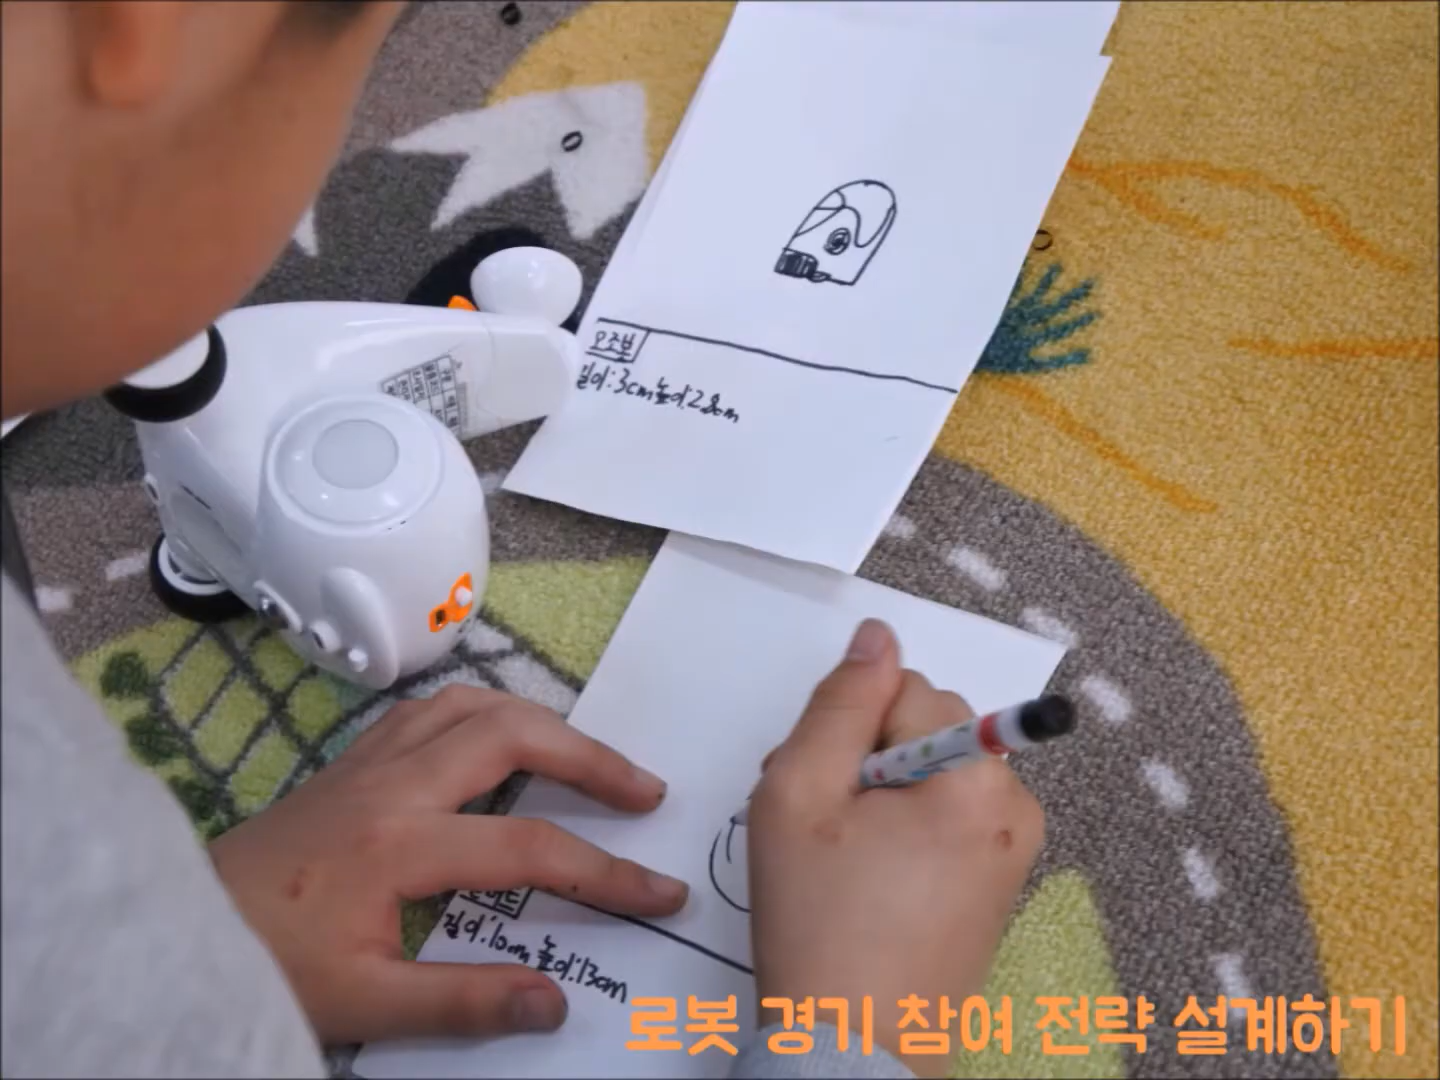 오조봇
길이:3cm 높이:2.8cm
길이:10cm 높이:13cm
로봇 경기 참여 전략 설계하기